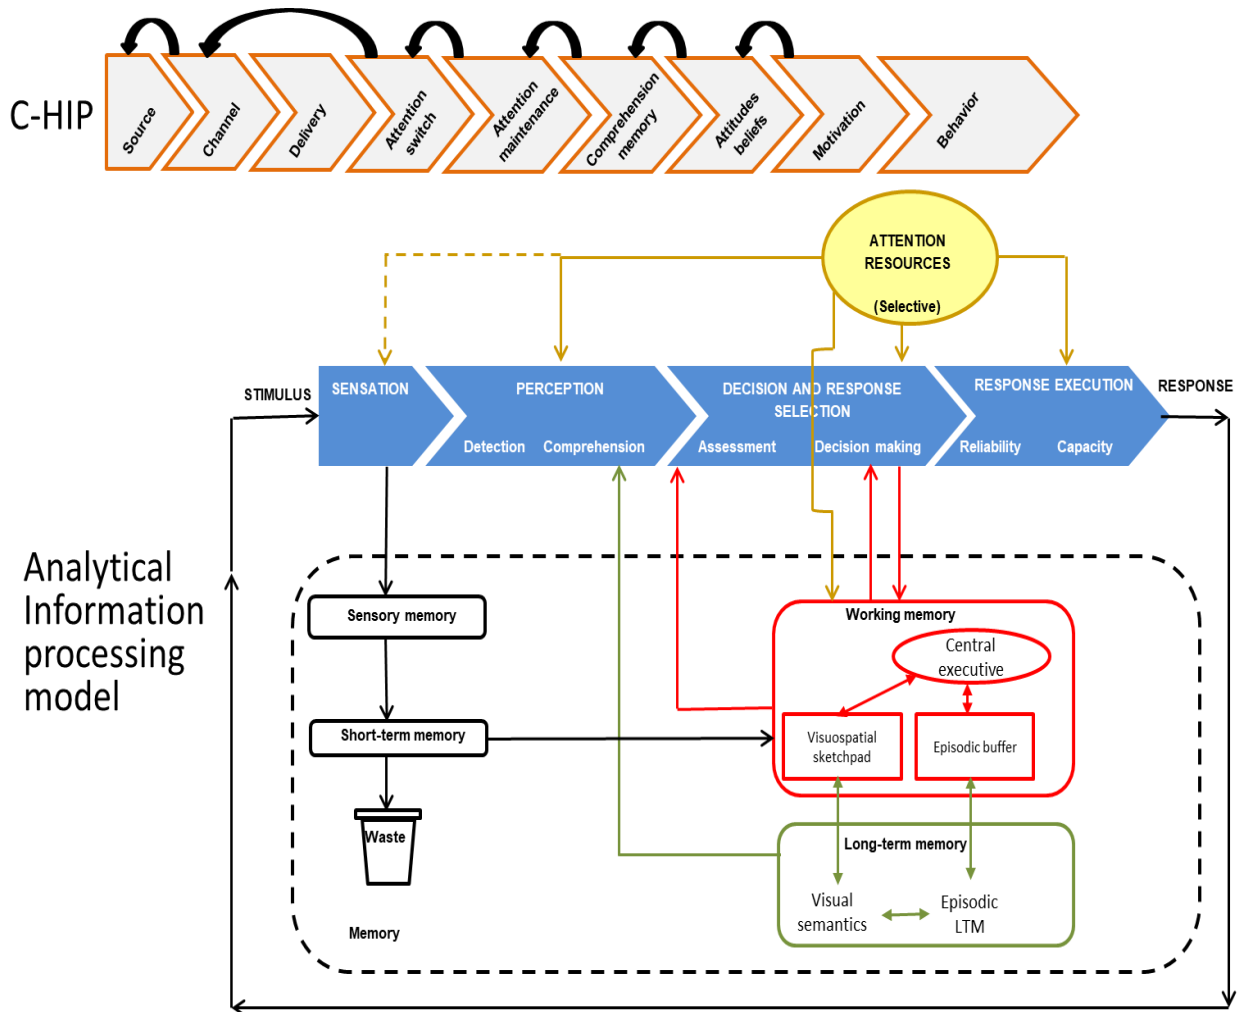 C-HIP
Source
Channel
Delivery
Attention
switch
Attention
maintenance
Comprehension
memory
Attitudes
beliefs
Motivation
Behavior
ATTENTION
RESOURCES
(Selective)
STIMULUS
SENSATION
PERCEPTION
Detection
Comprehension
DECISION AND RESPONSE
SELECTION
Assessment
Decision making
RESPONSE EXECUTION
Reliability
Capacity
RESPONSE
Analytical
Information
processing
model
Sensory memory
Short-term memory
Waste
Memory
Working memory
Central
executive
Visuospatial
sketchpad
Episodic buffer
Long-term memory
Visual
semantics
Episodic
LTM